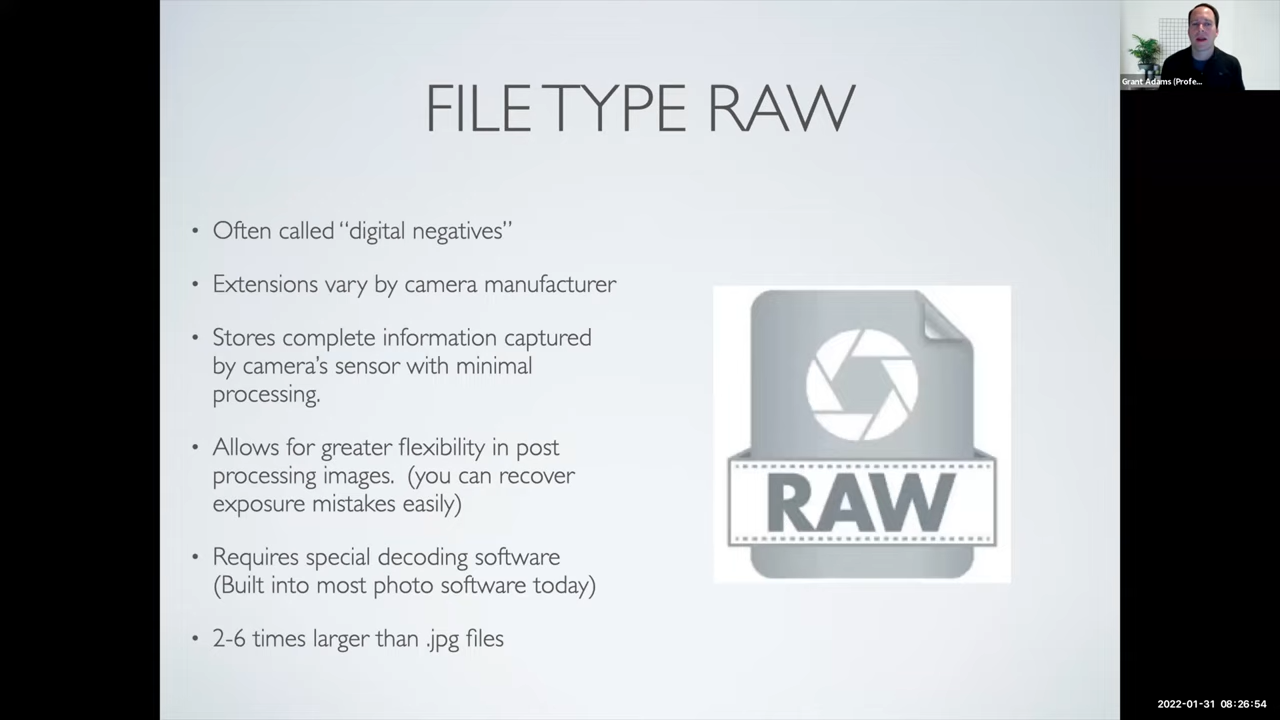 FILE TYPE RAW
Grant Adams (Profe...
• Often called “digital negatives”
• Extensions vary by camera manufacturer
• Stores complete information captured
by camera’s sensor with minimal
processing.
• Allows for greater flexibility in post
processing images. (you can recover
exposure mistakes easily)
• Requires special decoding software
(Built into most photo software today)
• 2-6 times larger than .jpg files
RAW
2022-01-31 08:26:54